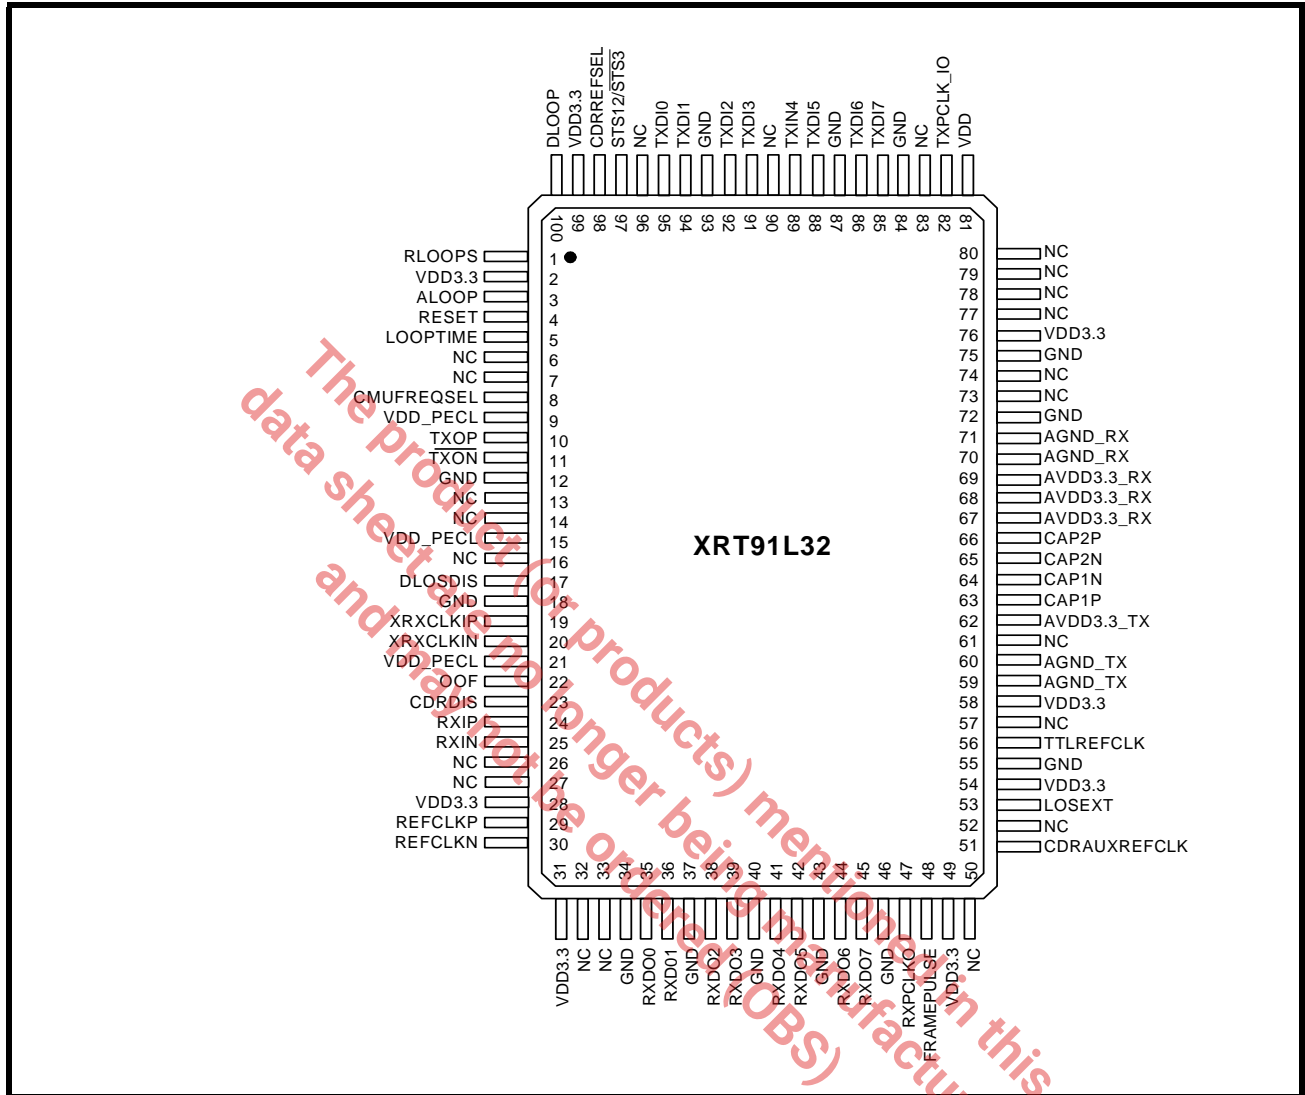 DLOOP
VDD3.3
CDRREFSEL
STS12/STS3
NC
TXDI0
TXDI1
GND
TXDI2
TXDI3
NC
TXIN4
TXDI5
GND
TXDI6
TXDI7
GND
NC
TXPCLK_IO
VDD
100
99
98
97
96
95
94
93
92
91
90
89
88
87
86
85
84
83
82
81
RLOOPS 1
VDD3.3 2
ALOOP 3
RESET 4
LOOPTIME 5
NC 6
NC 7
CMUFREQSEL 8
VDD_PECL 9
TXOP 10
TXON 11
GND 12
NC 13
NC 14
VDD_PECL 15
NC 16
DLOSDIS 17
GND 18
XRXCLKIP 19
XRXCLKIN 20
VDD_PECL 21
OOF 22
CDRDIS 23
RXIP 24
RXIN 25
NC 26
NC 27
VDD3.3 28
REFCLKP 29
REFCLKN 30
XRT91L32
80 NC
79 NC
78 NC
77 NC
76 VDD3.3
75 GND
74 NC
73 NC
72 GND
71 AGND_RX
70 AGND_RX
69 AVDD3.3_RX
68 AVDD3.3_RX
67 AVDD3.3_RX
66 CAP2P
65 CAP2N
64 CAP1N
63 CAP1P
62 AVDD3.3_TX
61 NC
60 AGND_TX
59 AGND_TX
58 VDD3.3
57 NC
56 TTLREFCLK
55 GND
54 VDD3.3
53 LOSEXT
52 NC
51 CDRAUXREFCLK
31
32
33
34
35
36
37
38
39
40
41
42
43
44
45
46
47
48
49
50
VDD3.3
NC
NC
GND
RXDO0
RXD01
GND
RXDO2
RXDO3
GND
RXDO4
RXDO5
GND
RXDO6
RXDO7
GND
RXPCLKO
FRAMEPULSE
VDD3.3
NC
The product (or products) mentioned in this
data sheet are no longer being manufactu
and may not be ordered (OBS)